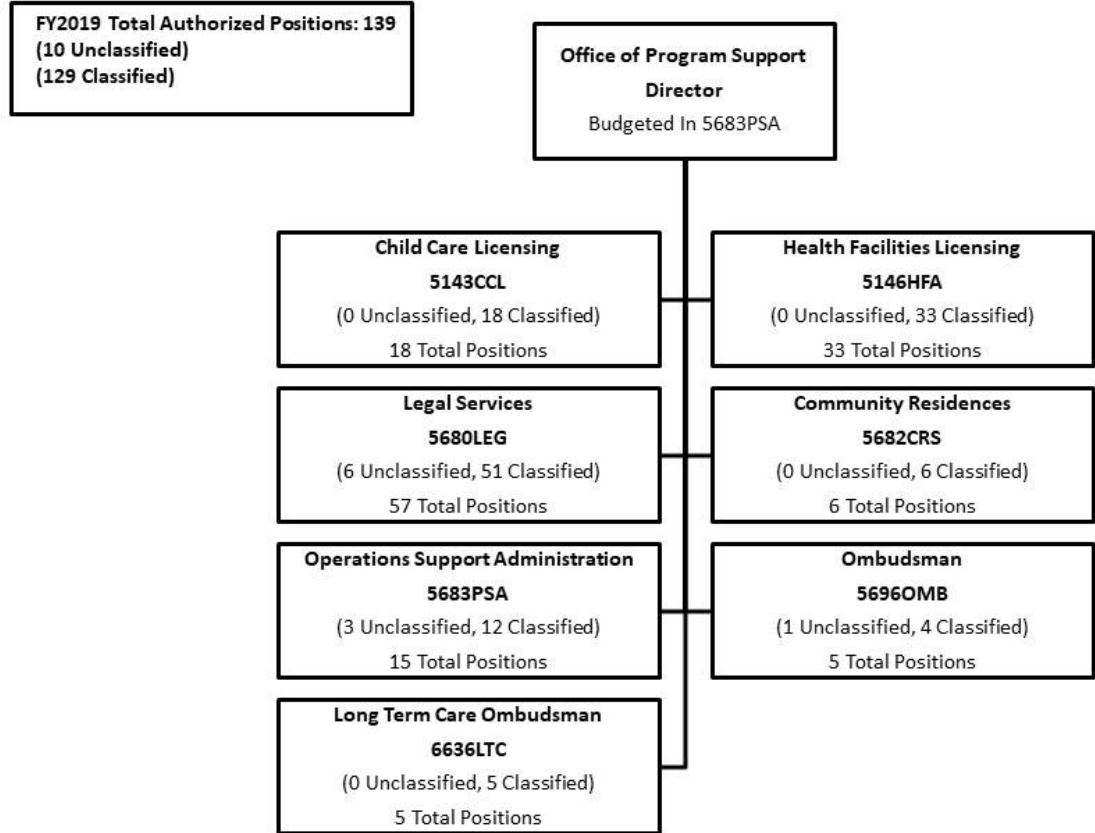 FY2019 Total Authorized Positions: 139
(10 Unclassified)
(129 Classified)
Office of Program Support
Director
Budgeted In 5683PSA
Child Care Licensing
5143CCL
(0 Unclassified, 18 Classified)
18 Total Positions
Health Facilities Licensing
5146HFA
(0 Unclassified, 33 Classified)
33 Total Positions
Legal Services
5680LEG
(6 Unclassified, 51 Classified)
57 Total Positions
Community Residences
5682CRS
(0 Unclassified, 6 Classified)
6 Total Positions
Operations Support Administration
5683PSA
(3 Unclassified, 12 Classified)
15 Total Positions
Ombudsman
5696OMB
(1 Unclassified, 4 Classified)
5 Total Positions
Long Term Care Ombudsman
6636LTC
(0 Unclassified, 5 Classified)
5 Total Positions